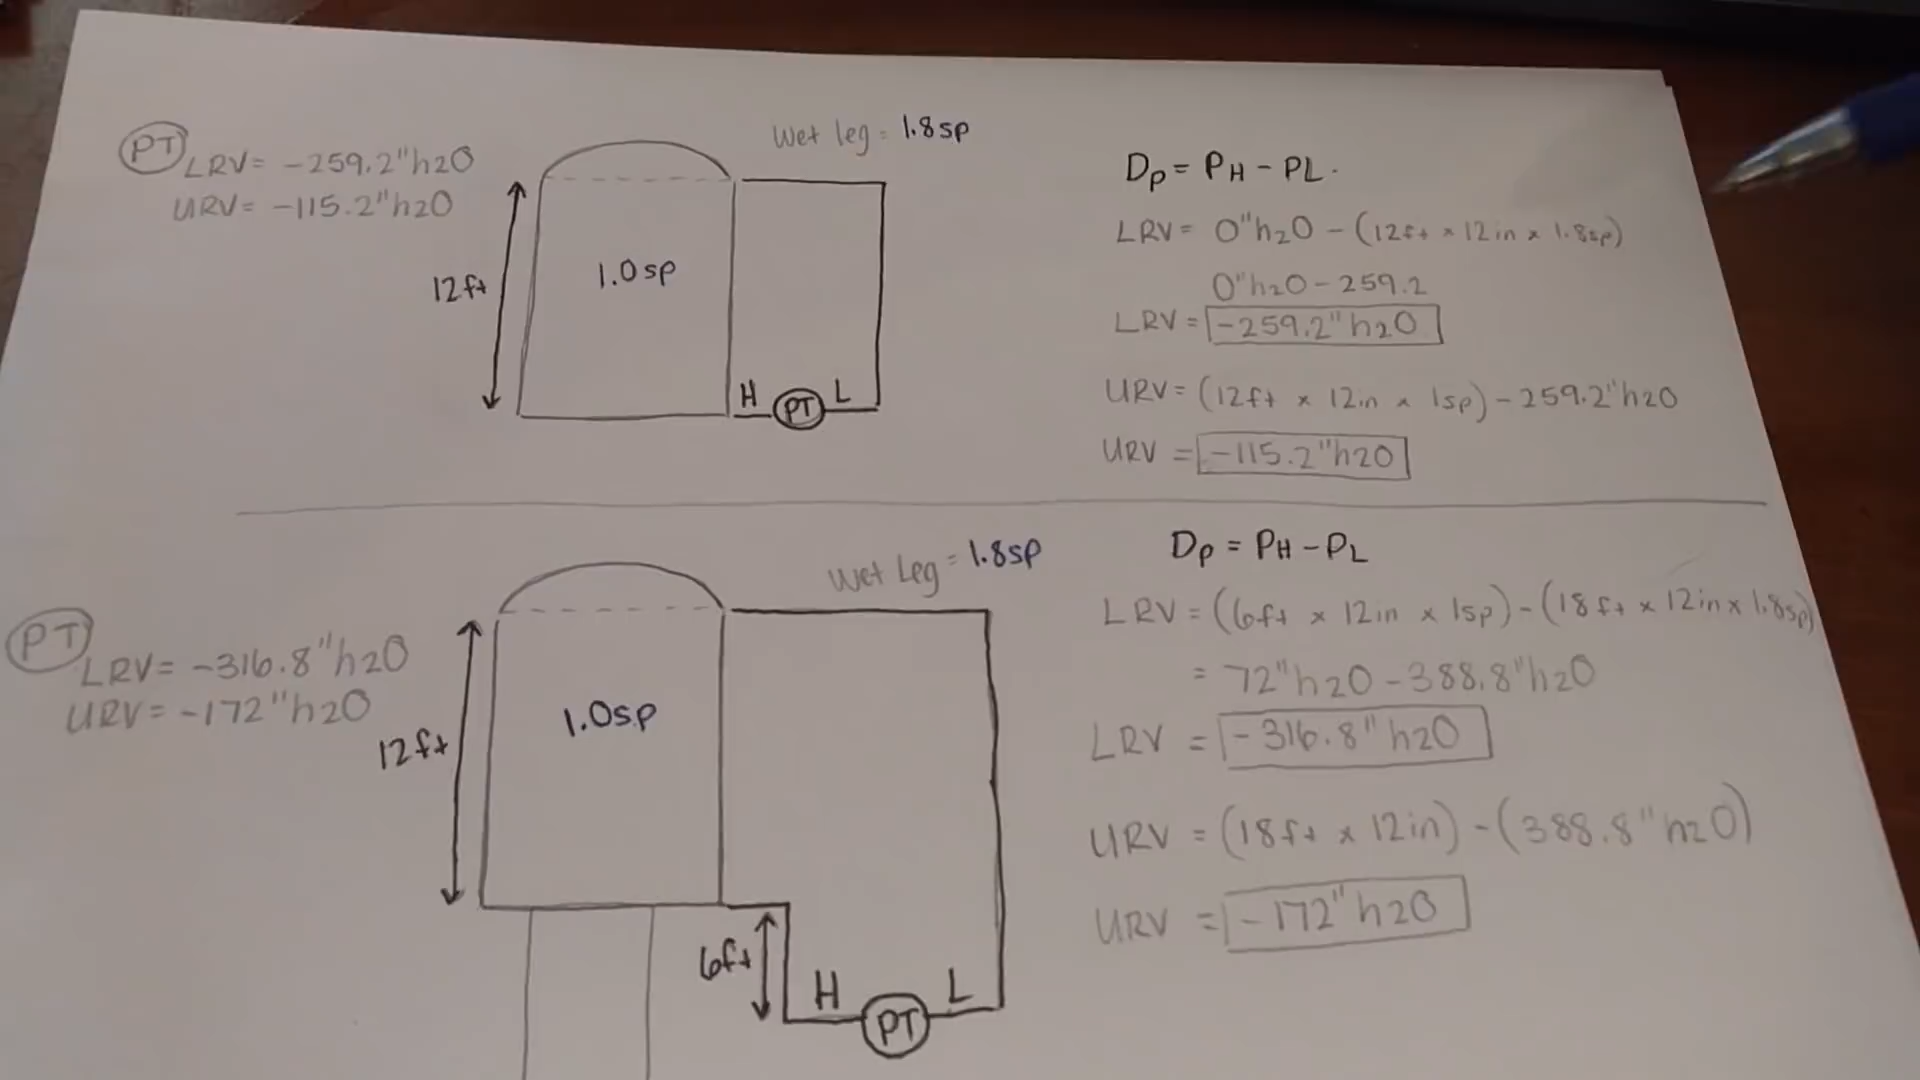 PT
LRV= -259.2"h2O
URV= -115.2"h2O
Wet leg = 1.8sp
12ft
1.0sp
H PT L
Dp = PH - PL.
LRV= 0"h2O - (12ft × 12in × 1.8sp)
0"h2O - 259.2
LRV= -259.2"h2O
URV= (12ft × 12in × 1sp) - 259.2"h2O
URV = -115.2"h2O
PT
LRV= -316.8"h2O
URV= -172"h2O
Wet Leg = 1.8sp
12ft
1.0sp
6ft
H PT L
Dp = PH - PL
LRV = (6ft × 12in × 1sp) - (18ft × 12in × 1.8sp)
= 72"h2O - 388.8"h2O
LRV = -316.8"h2O
URV = (18ft × 12in) - (388.8"h2O)
URV = -172"h2O